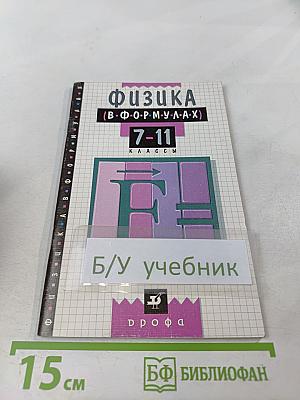 ФИЗИКА
(В·ФОРМУЛАХ)
7–11
КЛАССЫ
F =
Б/У учебник
дрофа
15 см
БФ БИБЛИОФАН